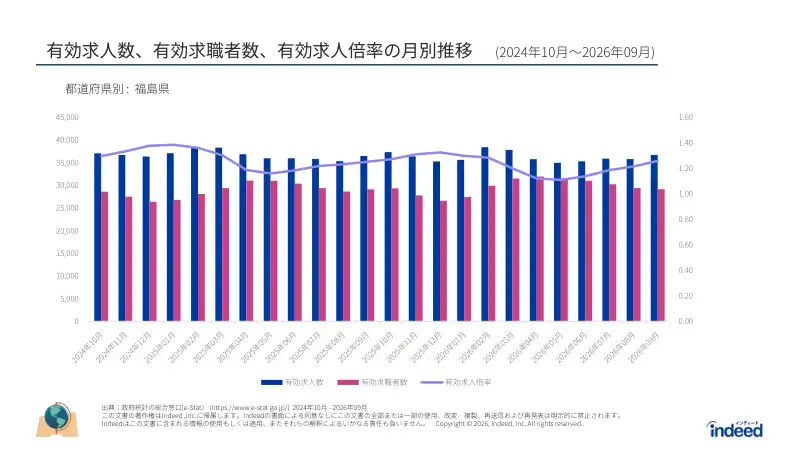 有効求人数、有効求職者数、有効求人倍率の月別推移 (2024年10月～2026年09月)
都道府県別 : 福島県
45,000
40,000
35,000
30,000
25,000
20,000
15,000
10,000
5,000
0
1.60
1.40
1.20
1.00
0.80
0.60
0.40
0.20
0.00
2024年10月
2024年11月
2024年12月
2025年01月
2025年02月
2025年03月
2025年04月
2025年05月
2025年06月
2025年07月
2025年08月
2025年09月
2025年10月
2025年11月
2025年12月
2026年01月
2026年02月
2026年03月
2026年04月
2026年05月
2026年06月
2026年07月
2026年08月
2026年09月
有効求人数 有効求職者数 有効求人倍率
出典：政府統計の総合窓口(e-Stat) (https://www.e-stat.go.jp/) 2024年10月 –2026年09月
この文書の著作権はIndeed ,Inc.に帰属します。Indeedの書面による同意なしにこの文書の全部または一部の使用、改変、複製、再送信および再発表は明示的に禁止されます。
Indeedはこの文書に含まれる情報の使用もしくは適用、またそれらの解釈によるいかなる責任も負いません。 Copyright © 2026, Indeed, Inc. All rights reserved.
インディード
indeed